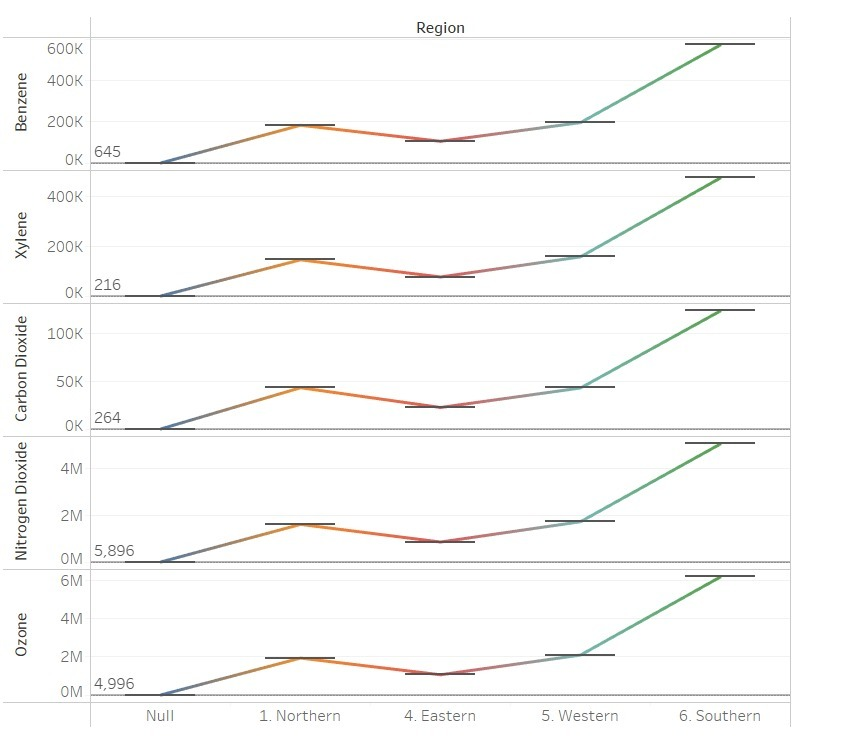 Region
Benzene
600K
400K
200K
0K
645
Xylene
400K
200K
0K
216
Carbon Dioxide
100K
50K
0K
264
Nitrogen Dioxide
4M
2M
0M
5,896
Ozone
6M
4M
2M
0M
4,996
Null 1. Northern 4. Eastern 5. Western 6. Southern